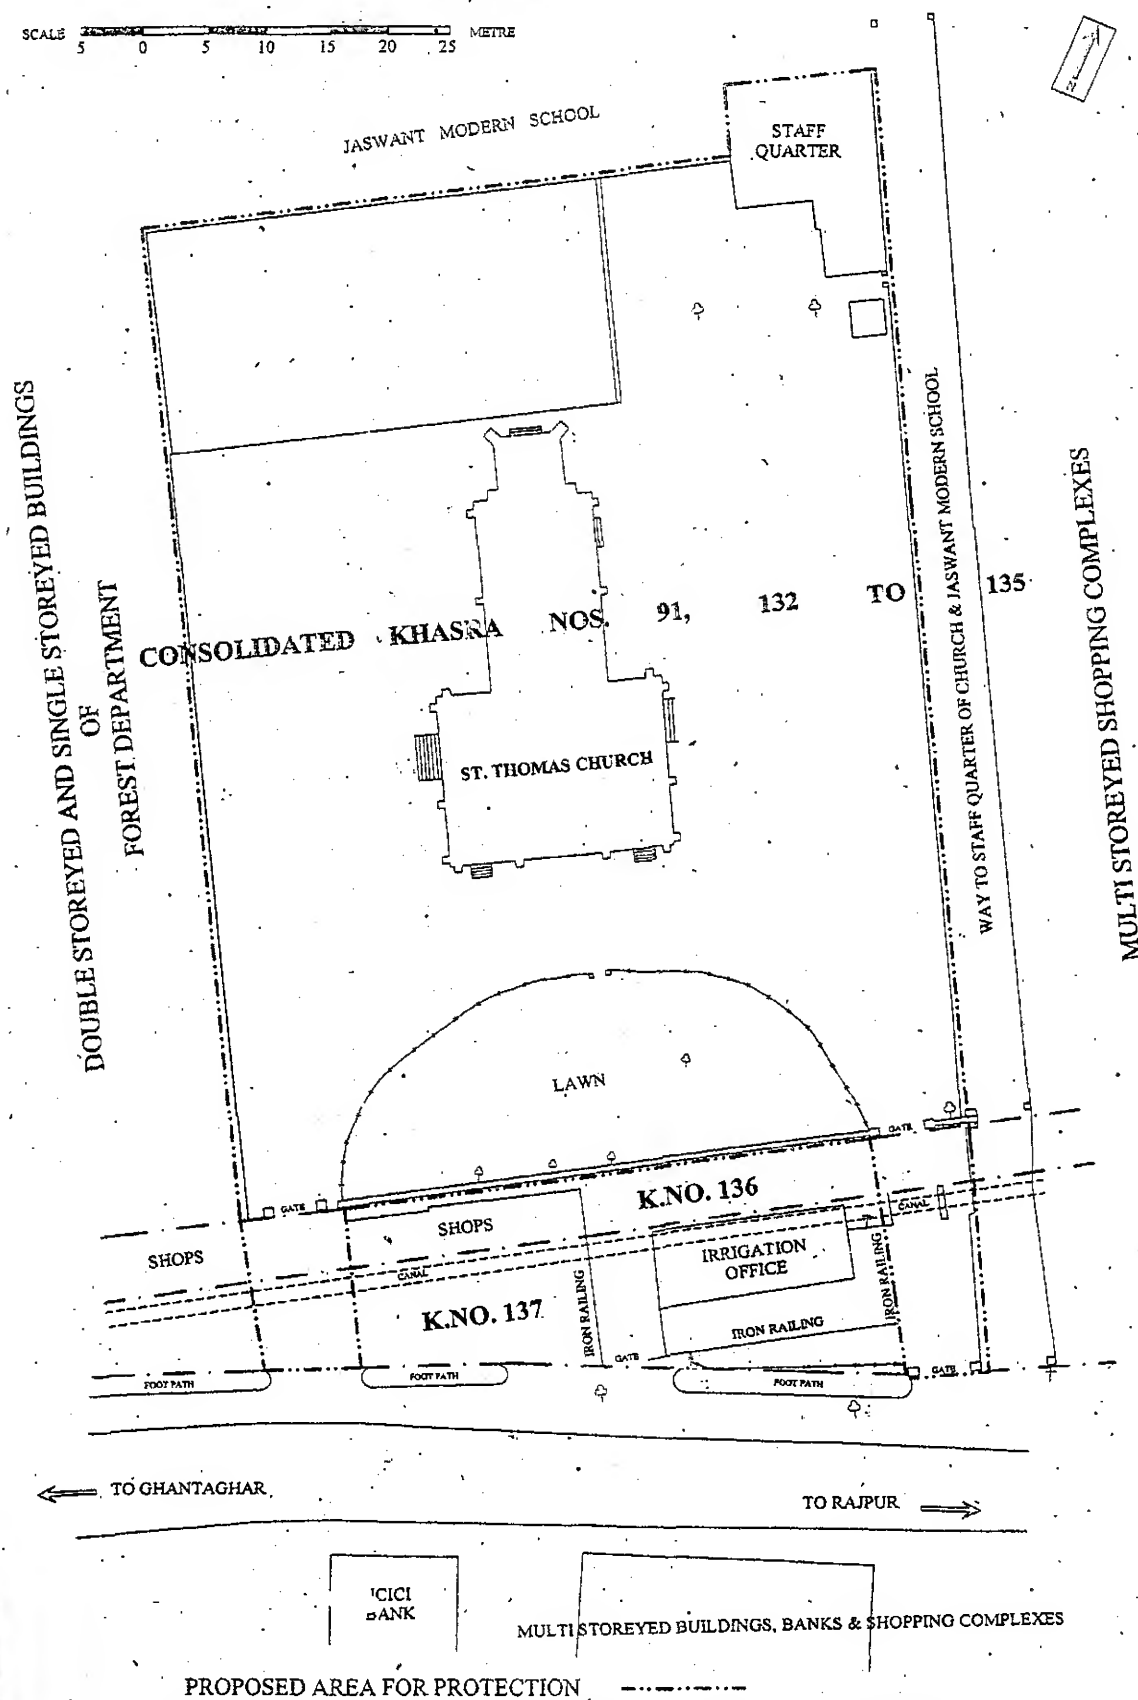 SCALE 5 0 5 10 15 20 25 METRE
N
JASWANT MODERN SCHOOL
STAFF
QUARTER
DOUBLE STOREYED AND SINGLE STOREYED BUILDINGS
OF
FOREST DEPARTMENT
CONSOLIDATED KHASRA NOS. 91, 132 TO 135
ST. THOMAS CHURCH
WAY TO STAFF QUARTER OF CHURCH & JASWANT MODERN SCHOOL
MULTI STOREYED SHOPPING COMPLEXES
LAWN
GATE
GATE
K.NO. 136
SHOPS
SHOPS
CANAL
CANAL
IRRIGATION
OFFICE
IRON RAILING
IRON RAILING
K.NO. 137
IRON RAILING
GATE
GATE
FOOT PATH
FOOT PATH
FOOT PATH
TO GHANTAGHAR
TO RAJPUR
ICICI
BANK
MULTI STOREYED BUILDINGS, BANKS & SHOPPING COMPLEXES
PROPOSED AREA FOR PROTECTION